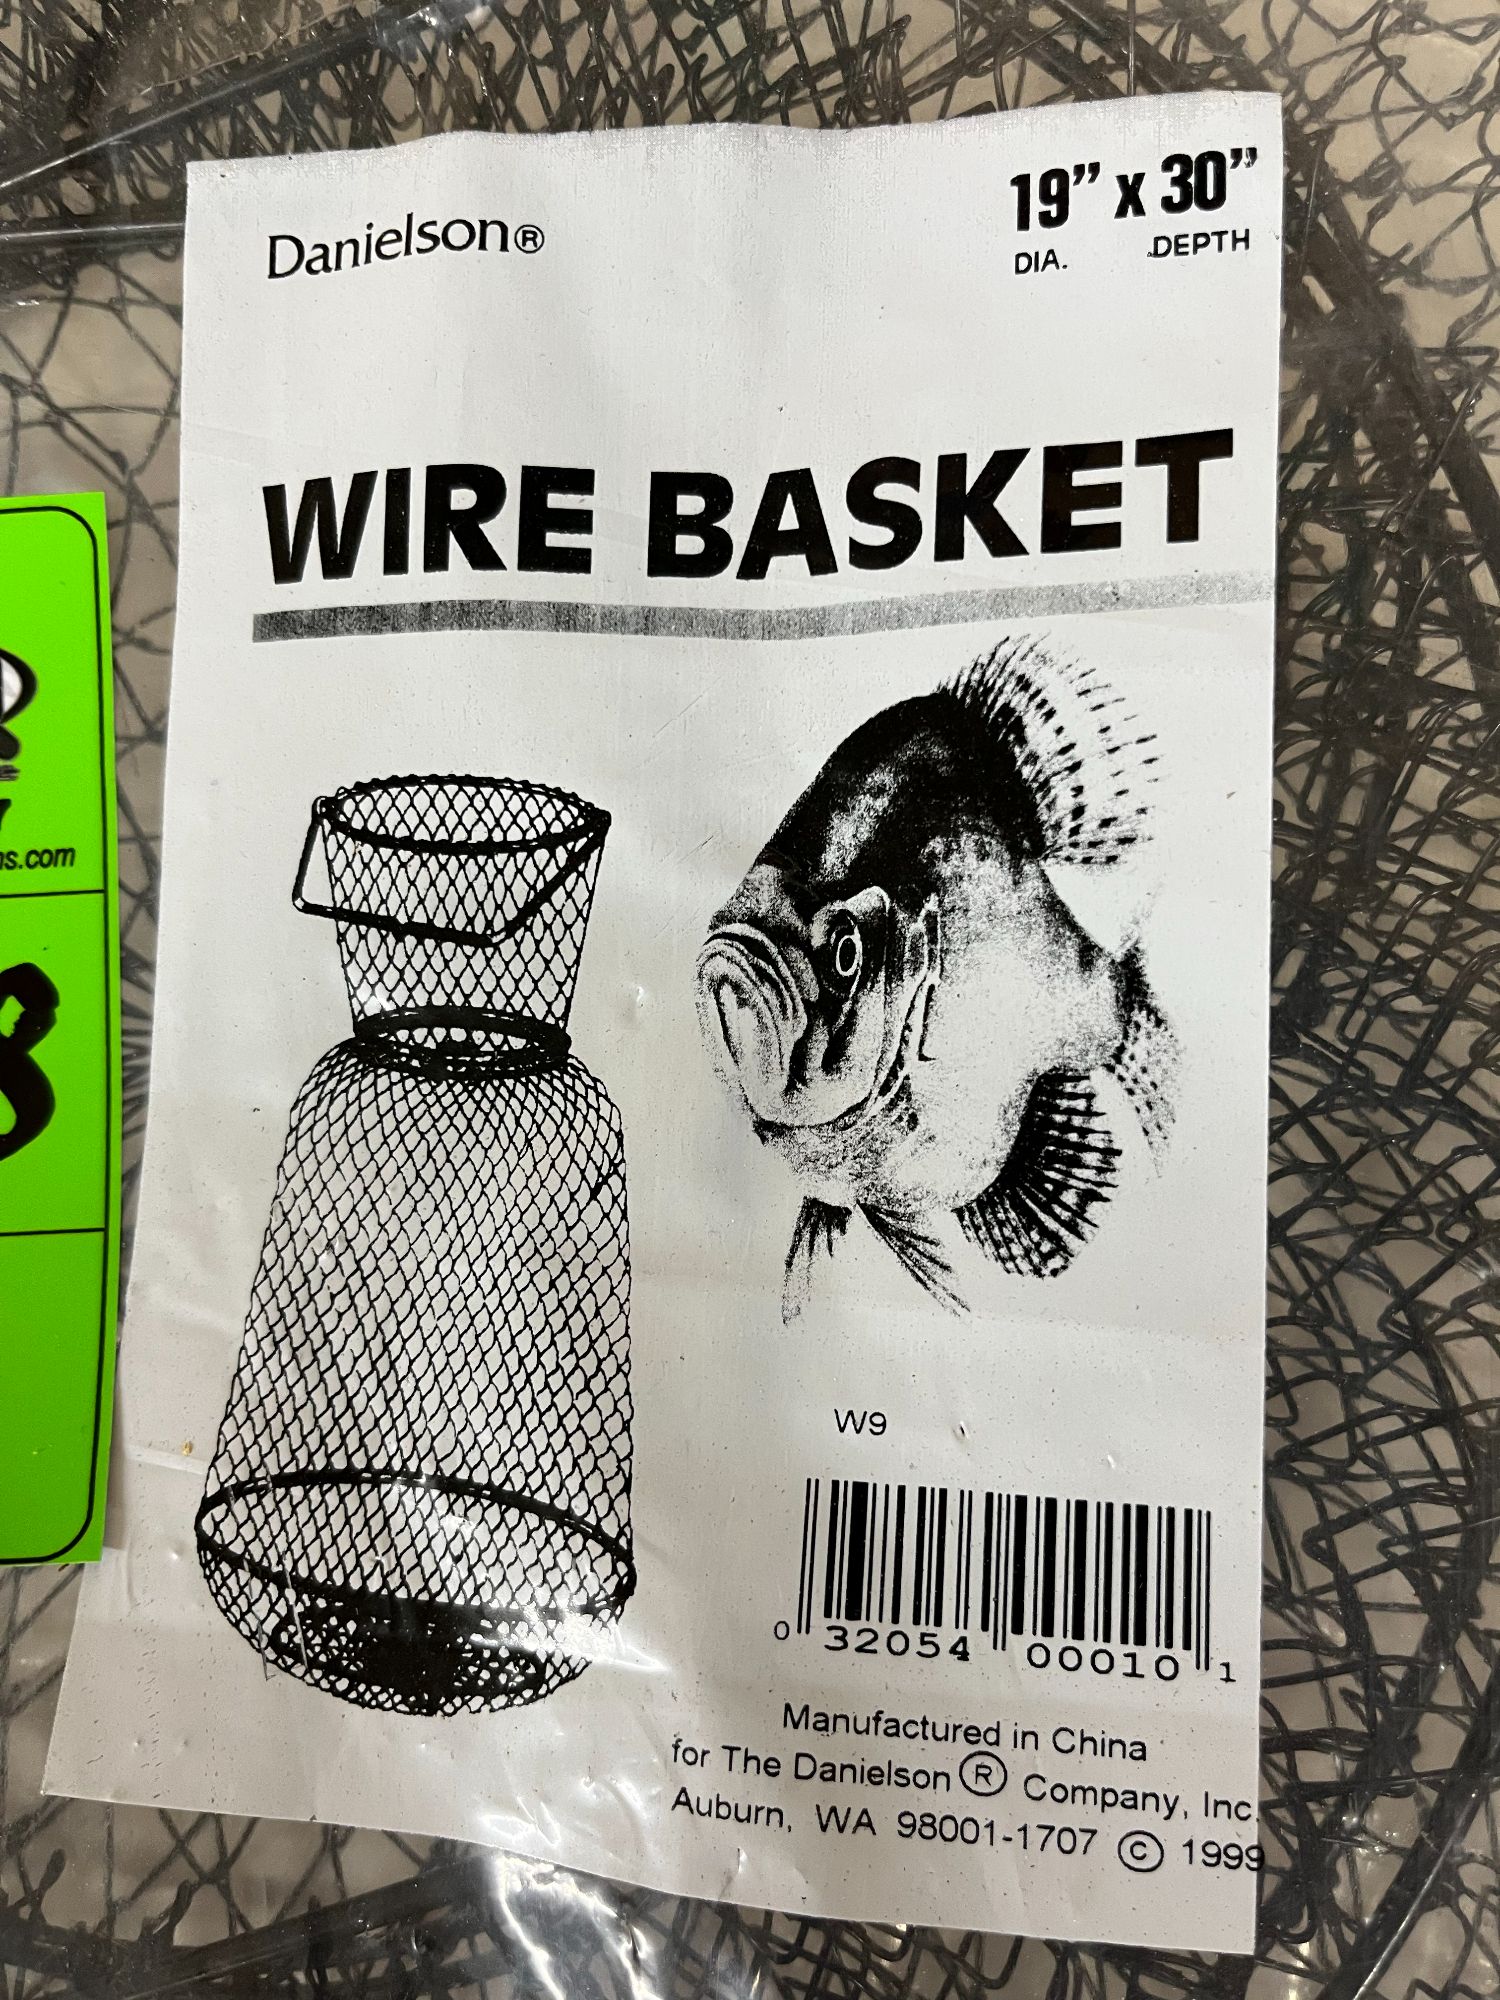 Danielson®
19" x 30"
DIA. DEPTH
WIRE BASKET
W9
0 32054 00010 1
Manufactured in China
for The Danielson ® Company, Inc.
Auburn, WA 98001-1707 © 1999
.com
8